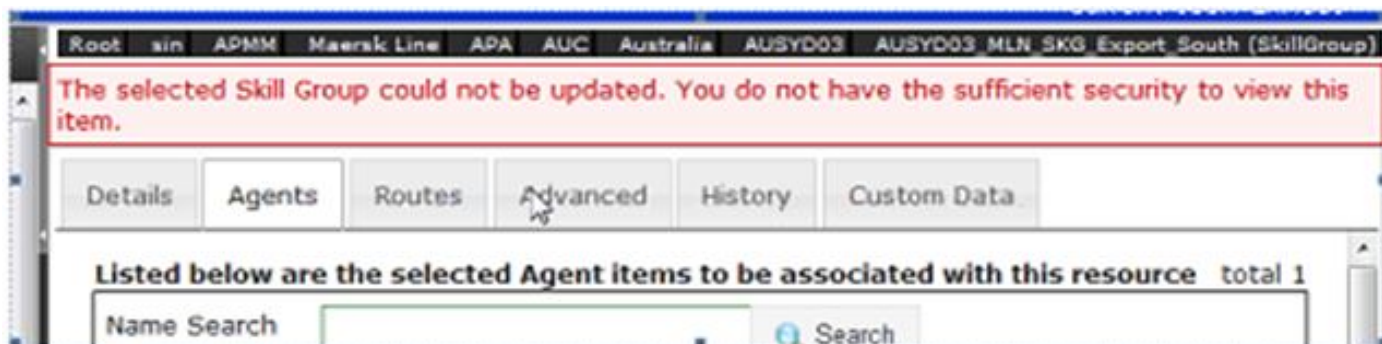 Root sin APMM Maersk Line APA AUC Australia AUSYD03 AUSYD03_MLN_SKG_Export_South (SkillGroup)
The selected Skill Group could not be updated. You do not have the sufficient security to view this
item.
Details Agents Routes Advanced History Custom Data
Listed below are the selected Agent items to be associated with this resource total 1
Name Search Search